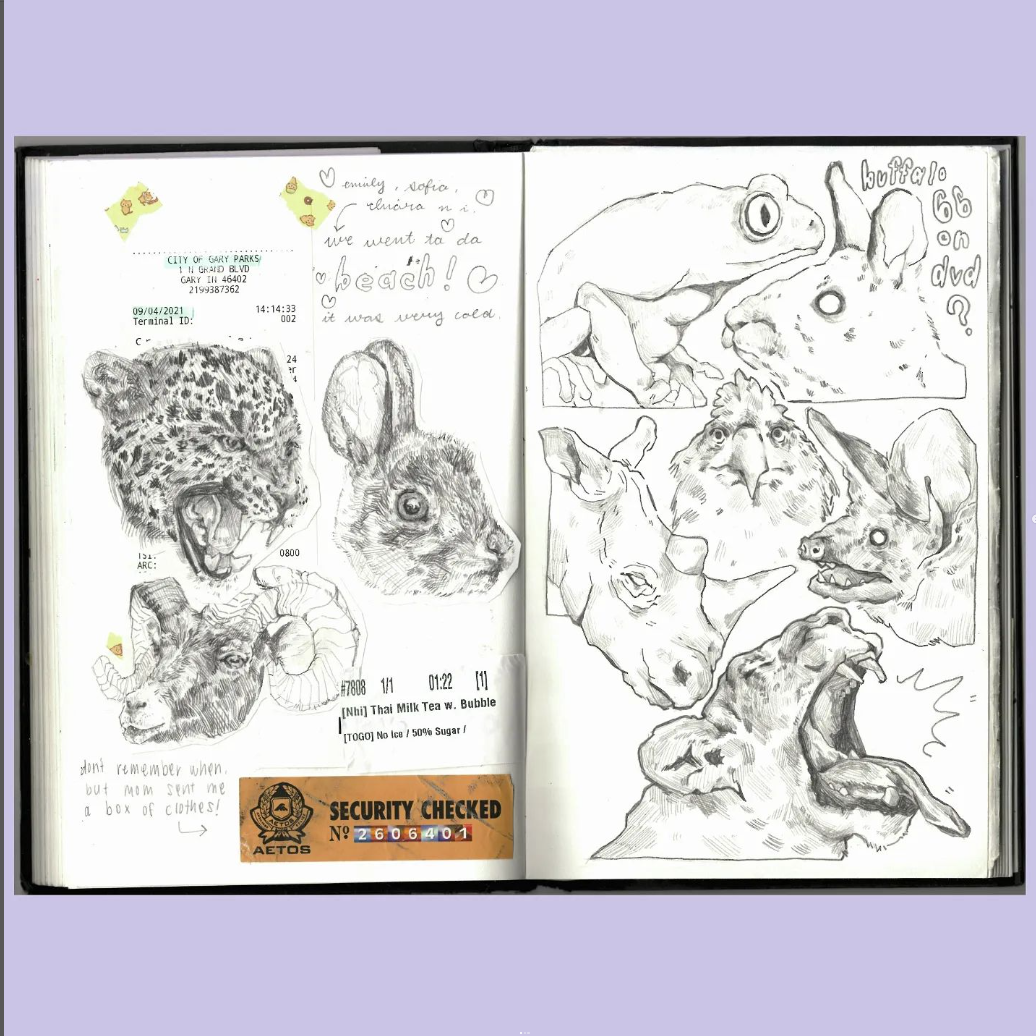 emily, sofia,
n i.
we went to da
beach!
it was very cold.
CITY OF GARY PARKS
1 N GRAND BLVD
GARY IN 46402
2199387362
09/04/2021 14:14:33
Terminal ID: 002
24
0800
ARC:
#7808 1/1 01:22 [1]
[Nhi] Thai Milk Tea w. Bubble
[TOGO] No Ice / 50% Sugar /
dont remember when,
but mom sent me
a box of clothes!
AETOS
AETOS
SECURITY CHECKED
Nº 2606401
buffalo
66
on
dvd
?